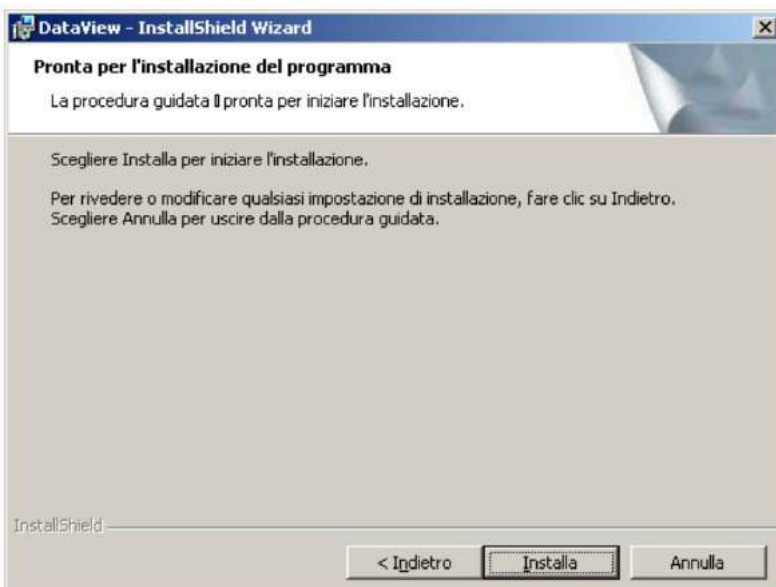 DataView - InstallShield Wizard
Pronta per l'installazione del programma
La procedura guidata ▯ pronta per iniziare l'installazione.
Scegliere Installa per iniziare l'installazione.
Per rivedere o modificare qualsiasi impostazione di installazione, fare clic su Indietro.
Scegliere Annulla per uscire dalla procedura guidata.
InstallShield
< Indietro Installa Annulla